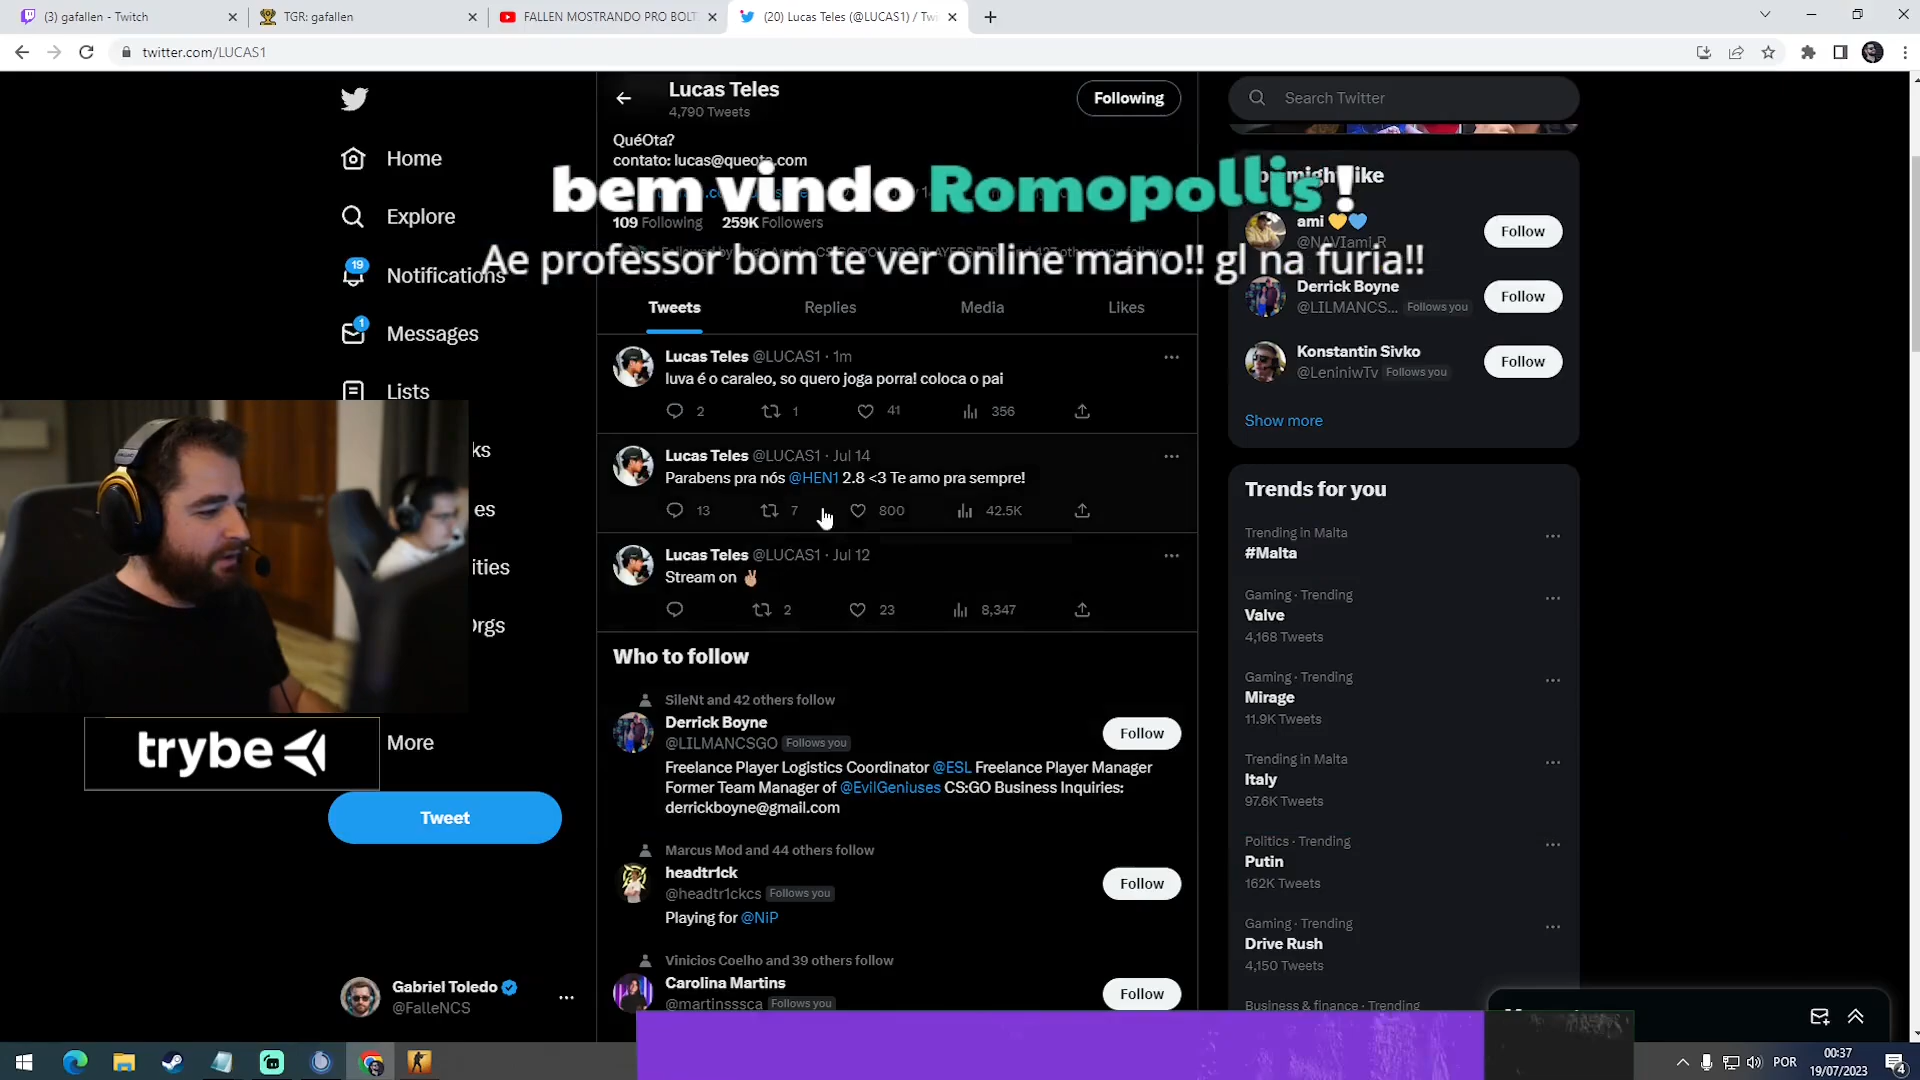 (3) gafallen - Twitch
TGR: gafallen
FALLEN MOSTRANDO PRO BOLT
(20) Lucas Teles (@LUCAS1) / Twi
twitter.com/LUCAS1
Lucas Teles
4,790 Tweets
Following
Search Twitter
QuéOta?
contato: lucas@queota.com
bem vindo Romopollis!
109 Following 259K Followers
Ae professor bom te ver online mano!! gl na furia!!
Tweets
Replies
Media
Likes
Home
Explore
19
Notifications
1
Messages
Lists
ks
es
ities
Orgs
More
Tweet
trybe
Gabriel Toledo
@FalleNCS
Lucas Teles @LUCAS1 · 1m
luva é o caraleo, so quero joga porra! coloca o pai
2 1 41 356
Lucas Teles @LUCAS1 · Jul 14
Parabens pra nós @HEN1 2.8 <3 Te amo pra sempre!
13 7 800 42.5K
Lucas Teles @LUCAS1 · Jul 12
Stream on ✌🏼
2 23 8,347
Who to follow
SileNt and 42 others follow
Derrick Boyne
@LILMANCSGO Follows you
Follow
Freelance Player Logistics Coordinator @ESL Freelance Player Manager
Former Team Manager of @EvilGeniuses CS:GO Business Inquiries:
derrickboyne@gmail.com
Marcus Mod and 44 others follow
headtr1ck
@headtr1ckcs Follows you
Follow
Playing for @NiP
Vinicios Coelho and 39 others follow
Carolina Martins
@martinsssca Follows you
Follow
might like
ami 💛💙
@NAVIami_R
Follow
Derrick Boyne
@LILMANCS... Follows you
Follow
Konstantin Sivko
@LeniniwTv Follows you
Follow
Show more
Trends for you
Trending in Malta
#Malta
Gaming · Trending
Valve
4,168 Tweets
Gaming · Trending
Mirage
11.9K Tweets
Trending in Malta
Italy
97.6K Tweets
Politics · Trending
Putin
162K Tweets
Gaming · Trending
Drive Rush
4,150 Tweets
Business & finance · Trending
POR
00:37
19/07/2023
4